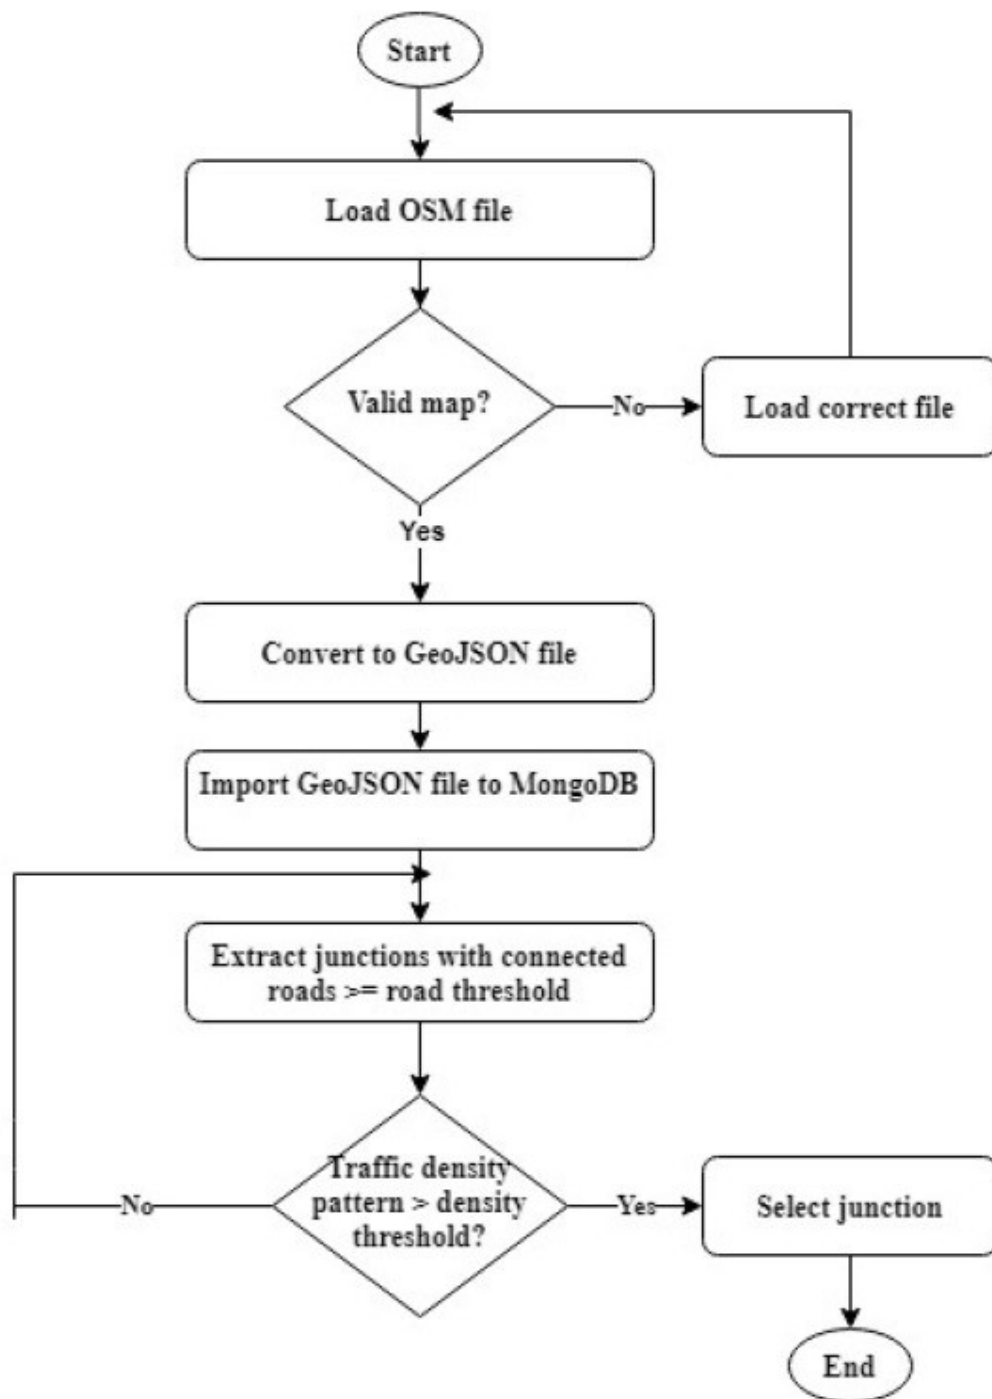 Start
Load OSM file
Valid map?
No
Load correct file
Yes
Convert to GeoJSON file
Import GeoJSON file to MongoDB
Extract junctions with connected
roads >= road threshold
Traffic density
pattern > density
threshold?
No
Yes
Select junction
End